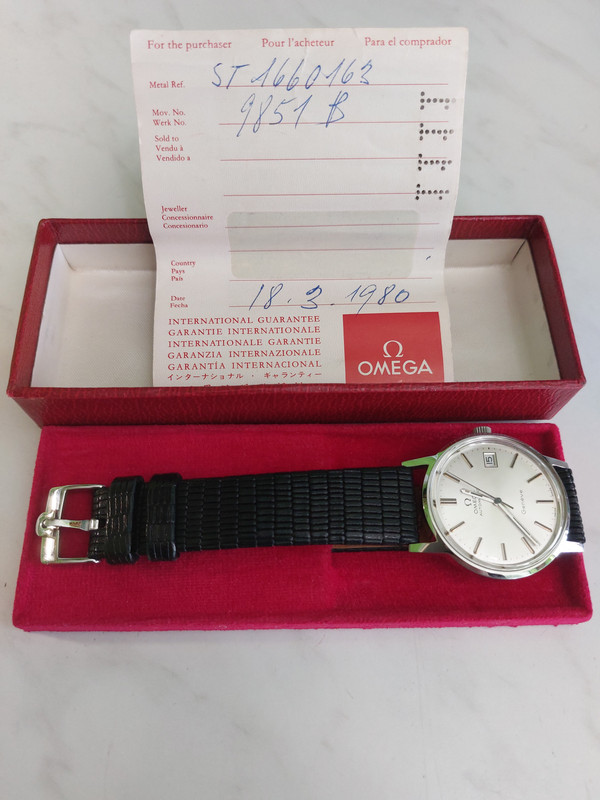 For the purchaser Pour l'acheteur Para el comprador
Metal Ref. ST 1660163
Mov. No.
Werk No. 9851 B
Sold to
Vendu à
Vendido a
Jeweller
Concessionnaire
Concesionario
Country
Pays
Pais
Date
Fecha 18.3.1980
INTERNATIONAL GUARANTEE
GARANTIE INTERNATIONALE
INTERNATIONALE GARANTIE
GARANZIA INTERNAZIONALE
GARANTÍA INTERNACIONAL
インターナショナル・ギャランティー
Ω
OMEGA
Ω
OMEGA
Genève
15